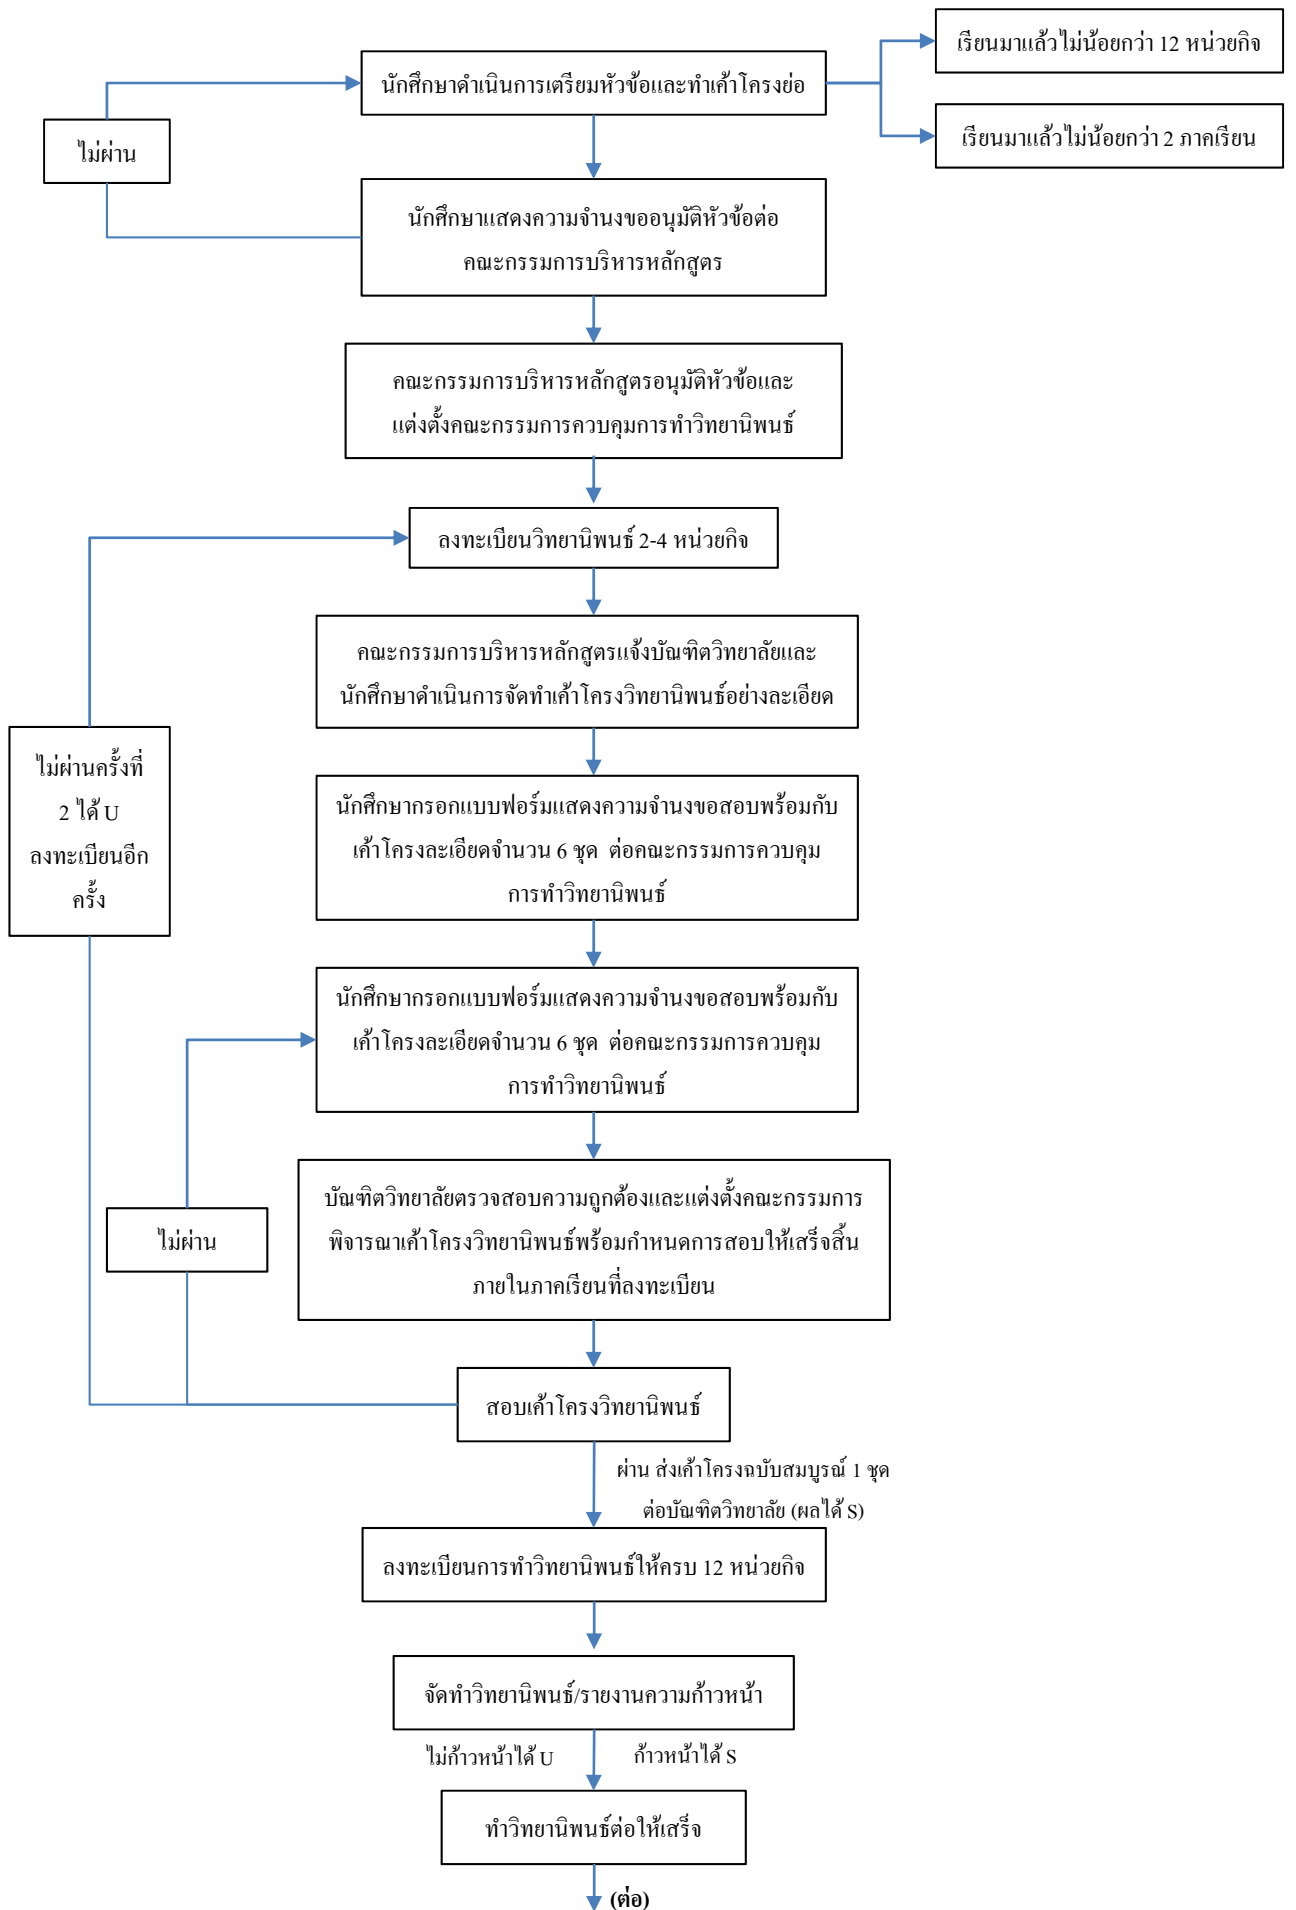 เรียนมาแล้วไม่น้อยกว่า 12 หน่วยกิจ
นักศึกษาดำเนินการเตรียมหัวข้อและทำเค้าโครงย่อ
เรียนมาแล้วไม่น้อยกว่า 2 ภาคเรียน
ไม่ผ่าน
นักศึกษาแสดงความจำนงขออนุมัติหัวข้อต่อ
คณะกรรมการบริหารหลักสูตร
คณะกรรมการบริหารหลักสูตรอนุมัติหัวข้อและ
แต่งตั้งคณะกรรมการควบคุมการทำวิทยานิพนธ์
ลงทะเบียนวิทยานิพนธ์ 2-4 หน่วยกิจ
คณะกรรมการบริหารหลักสูตรแจ้งบัณฑิตวิทยาลัยและ
นักศึกษาดำเนินการจัดทำเค้าโครงวิทยานิพนธ์อย่างละเอียด
ไม่ผ่านครั้งที่
2 ได้ U
ลงทะเบียนอีก
ครั้ง
นักศึกษากรอกแบบฟอร์มแสดงความจำนงขอสอบพร้อมกับ
เค้าโครงละเอียดจำนวน 6 ชุด ต่อคณะกรรมการควบคุม
การทำวิทยานิพนธ์
นักศึกษากรอกแบบฟอร์มแสดงความจำนงขอสอบพร้อมกับ
เค้าโครงละเอียดจำนวน 6 ชุด ต่อคณะกรรมการควบคุม
การทำวิทยานิพนธ์
บัณฑิตวิทยาลัยตรวจสอบความถูกต้องและแต่งตั้งคณะกรรมการ
พิจารณาเค้าโครงวิทยานิพนธ์พร้อมกำหนดการสอบให้เสร็จสิ้น
ภายในภาคเรียนที่ลงทะเบียน
ไม่ผ่าน
สอบเค้าโครงวิทยานิพนธ์
ผ่าน ส่งเค้าโครงฉบับสมบูรณ์ 1 ชุด
ต่อบัณฑิตวิทยาลัย (ผลได้ S)
ลงทะเบียนการทำวิทยานิพนธ์ให้ครบ 12 หน่วยกิจ
จัดทำวิทยานิพนธ์/รายงานความก้าวหน้า
ไม่ก้าวหน้าได้ U
ก้าวหน้าได้ S
ทำวิทยานิพนธ์ต่อให้เสร็จ
(ต่อ)